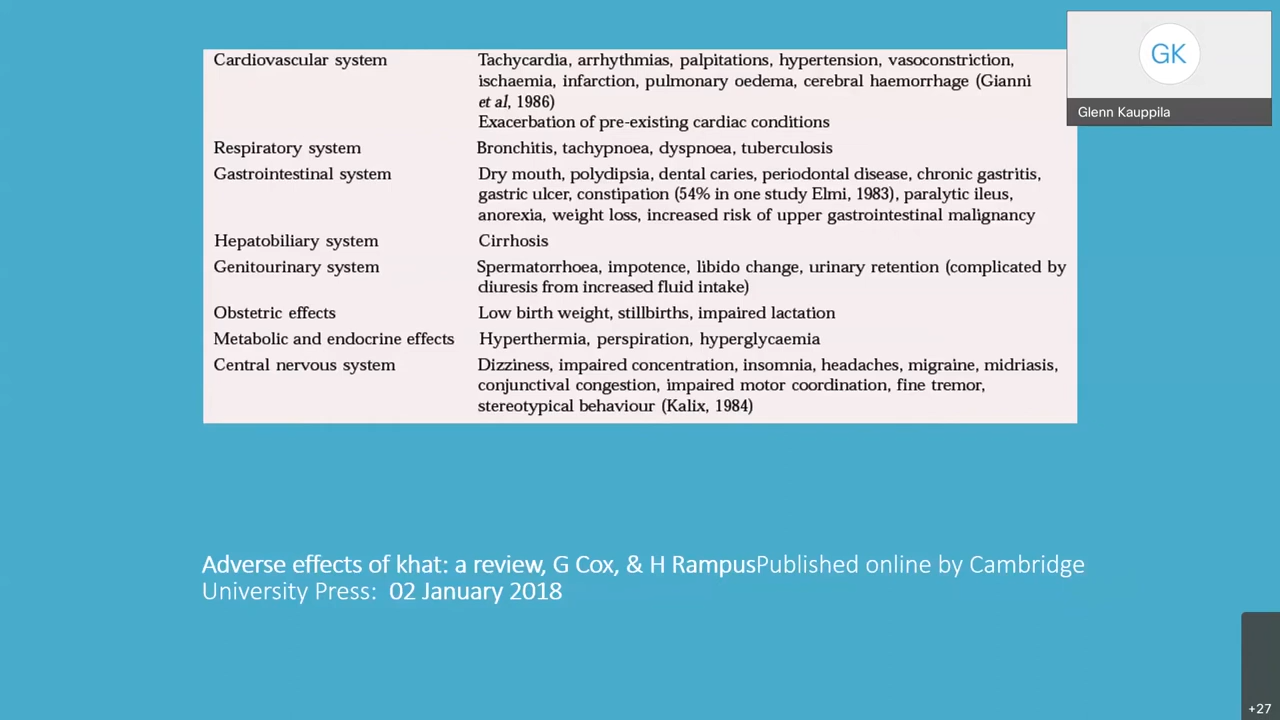 Cardiovascular system Tachycardia, arrhythmias, palpitations, hypertension, vasoconstriction,
ischaemia, infarction, pulmonary oedema, cerebral haemorrhage (Gianni
et al, 1986)
Exacerbation of pre-existing cardiac conditions
Respiratory system Bronchitis, tachypnoea, dyspnoea, tuberculosis
Gastrointestinal system Dry mouth, polydipsia, dental caries, periodontal disease, chronic gastritis,
gastric ulcer, constipation (54% in one study Elmi, 1983), paralytic ileus,
anorexia, weight loss, increased risk of upper gastrointestinal malignancy
Hepatobiliary system Cirrhosis
Genitourinary system Spermatorrhoea, impotence, libido change, urinary retention (complicated by
diuresis from increased fluid intake)
Obstetric effects Low birth weight, stillbirths, impaired lactation
Metabolic and endocrine effects Hyperthermia, perspiration, hyperglycaemia
Central nervous system Dizziness, impaired concentration, insomnia, headaches, migraine, midriasis,
conjunctival congestion, impaired motor coordination, fine tremor,
stereotypical behaviour (Kalix, 1984)
Adverse effects of khat: a review, G Cox, & H RampusPublished online by Cambridge
University Press: 02 January 2018
GK
Glenn Kauppila
+27